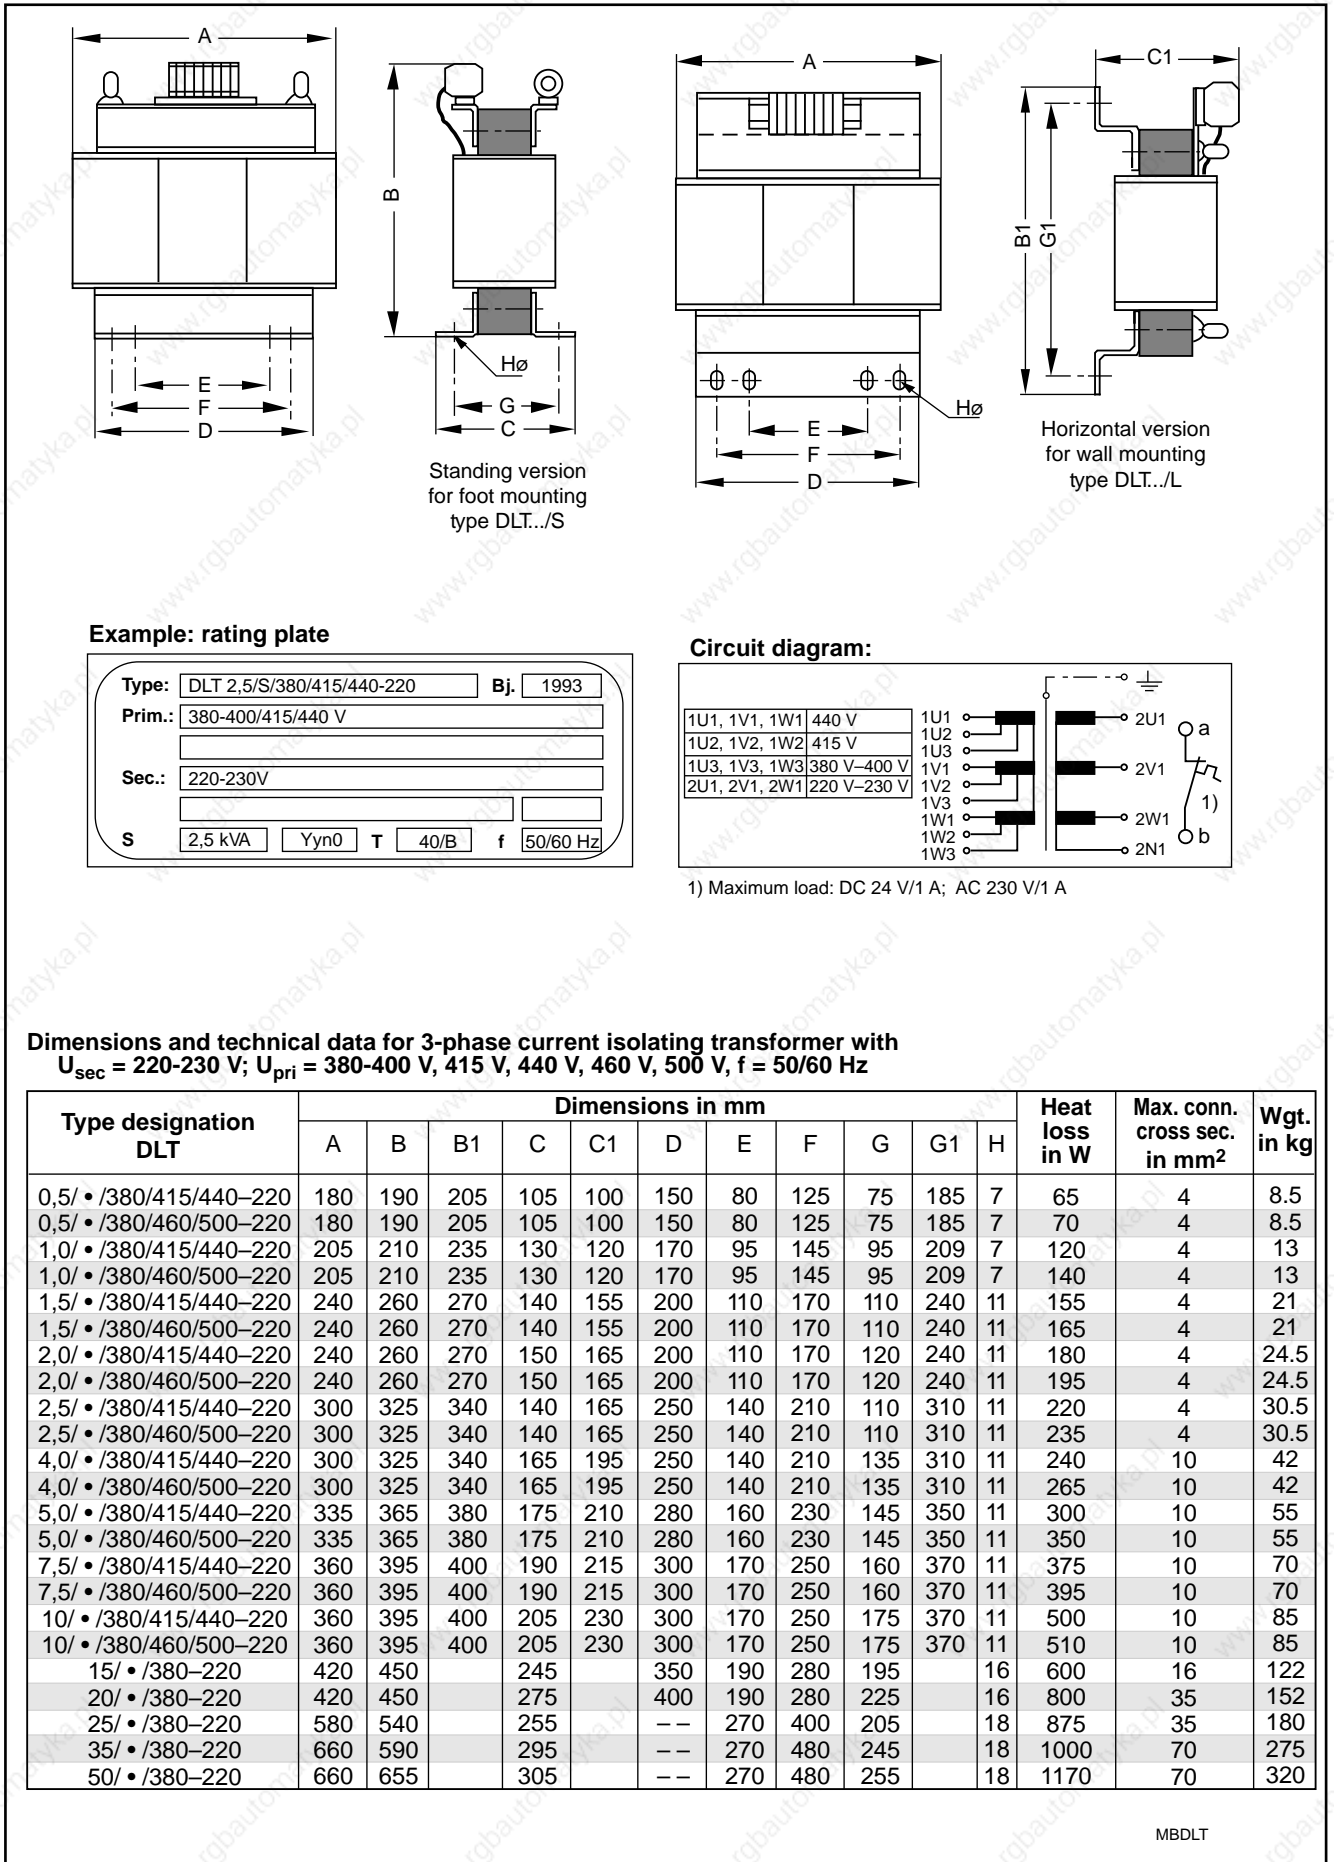 A
B
Hø
E
F
D
G
C
Standing version
for foot mounting
type DLT.../S
A
E
F
D
Hø
C1
B1
G1
Horizontal version
for wall mounting
type DLT.../L
Example: rating plate
Type: DLT 2,5/S/380/415/440-220 Bj. 1993
Prim.: 380-400/415/440 V
Sec.: 220-230V
S 2,5 kVA Yyn0 T 40/B f 50/60 Hz
Circuit diagram:
1U1, 1V1, 1W1 440 V
1U2, 1V2, 1W2 415 V
1U3, 1V3, 1W3 380 V–400 V
2U1, 2V1, 2W1 220 V–230 V
1U1
1U2
1U3
1V1
1V2
1V3
1W1
1W2
1W3
2U1
2V1
2W1
2N1
a
1)
b
1) Maximum load: DC 24 V/1 A; AC 230 V/1 A
Dimensions and technical data for 3-phase current isolating transformer with
Usec = 220-230 V; Upri = 380-400 V, 415 V, 440 V, 460 V, 500 V, f = 50/60 Hz
Type designation DLT Dimensions in mm Heat loss in W Max. conn. cross sec. in mm2 Wgt. in kg
A B B1 C C1 D E F G G1 H
0,5/ • /380/415/440–220 180 190 205 105 100 150 80 125 75 185 7 65 4 8.5
0,5/ • /380/460/500–220 180 190 205 105 100 150 80 125 75 185 7 70 4 8.5
1,0/ • /380/415/440–220 205 210 235 130 120 170 95 145 95 209 7 120 4 13
1,0/ • /380/460/500–220 205 210 235 130 120 170 95 145 95 209 7 140 4 13
1,5/ • /380/415/440–220 240 260 270 140 155 200 110 170 110 240 11 155 4 21
1,5/ • /380/460/500–220 240 260 270 140 155 200 110 170 110 240 11 165 4 21
2,0/ • /380/415/440–220 240 260 270 150 165 200 110 170 120 240 11 180 4 24.5
2,0/ • /380/460/500–220 240 260 270 150 165 200 110 170 120 240 11 195 4 24.5
2,5/ • /380/415/440–220 300 325 340 140 165 250 140 210 110 310 11 220 4 30.5
2,5/ • /380/460/500–220 300 325 340 140 165 250 140 210 110 310 11 235 4 30.5
4,0/ • /380/415/440–220 300 325 340 165 195 250 140 210 135 310 11 240 10 42
4,0/ • /380/460/500–220 300 325 340 165 195 250 140 210 135 310 11 265 10 42
5,0/ • /380/415/440–220 335 365 380 175 210 280 160 230 145 350 11 300 10 55
5,0/ • /380/460/500–220 335 365 380 175 210 280 160 230 145 350 11 350 10 55
7,5/ • /380/415/440–220 360 395 400 190 215 300 170 250 160 370 11 375 10 70
7,5/ • /380/460/500–220 360 395 400 190 215 300 170 250 160 370 11 395 10 70
10/ • /380/415/440–220 360 395 400 205 230 300 170 250 175 370 11 500 10 85
10/ • /380/460/500–220 360 395 400 205 230 300 170 250 175 370 11 510 10 85
15/ • /380–220 420 450 245 350 190 280 195 16 600 16 122
20/ • /380–220 420 450 275 400 190 280 225 16 800 35 152
25/ • /380–220 580 540 255 – – 270 400 205 18 875 35 180
35/ • /380–220 660 590 295 – – 270 480 245 18 1000 70 275
50/ • /380–220 660 655 305 – – 270 480 255 18 1170 70 320
MBDLT
www.rgbautomatyka.pl